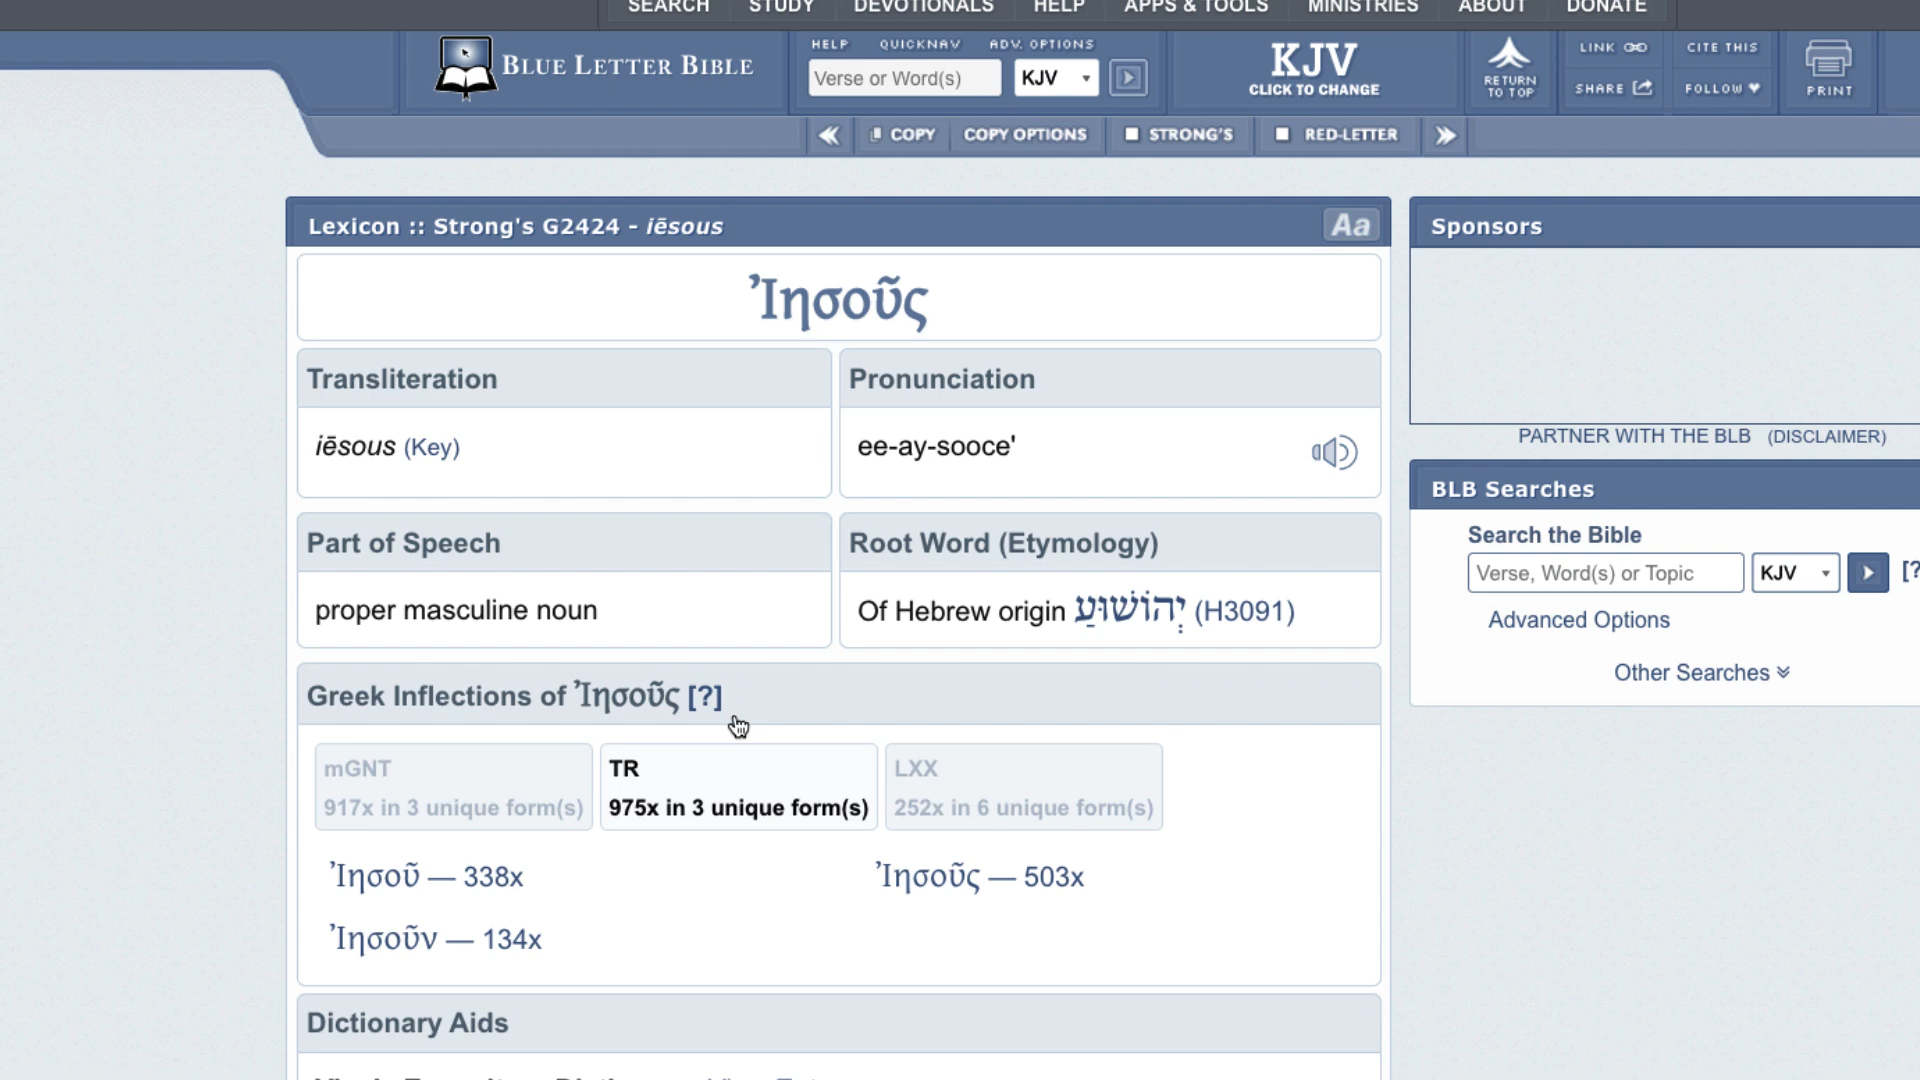 SEARCH STUDY DEVOTIONALS HELP APPS & TOOLS MINISTRIES ABOUT DONATE
HELP QUICKNAV ADV. OPTIONS
BLUE LETTER BIBLE
Verse or Word(s) KJV
KJV
CLICK TO CHANGE
RETURN
TO TOP
LINK
CITE THIS
SHARE
FOLLOW
PRINT
COPY COPY OPTIONS STRONG'S RED-LETTER
Lexicon :: Strong's G2424 - iēsous Aa
Ἰησοῦς
Transliteration
iēsous (Key)
Pronunciation
ee-ay-sooce'
Part of Speech
proper masculine noun
Root Word (Etymology)
Of Hebrew origin יְהוֹשׁוּעַ (H3091)
Greek Inflections of Ἰησοῦς [?]
mGNT
917x in 3 unique form(s)
TR
975x in 3 unique form(s)
LXX
252x in 6 unique form(s)
Ἰησοῦ — 338x
Ἰησοῦς — 503x
Ἰησοῦν — 134x
Dictionary Aids
Sponsors
PARTNER WITH THE BLB (DISCLAIMER)
BLB Searches
Search the Bible
Verse, Word(s) or Topic KJV [?
Advanced Options
Other Searches